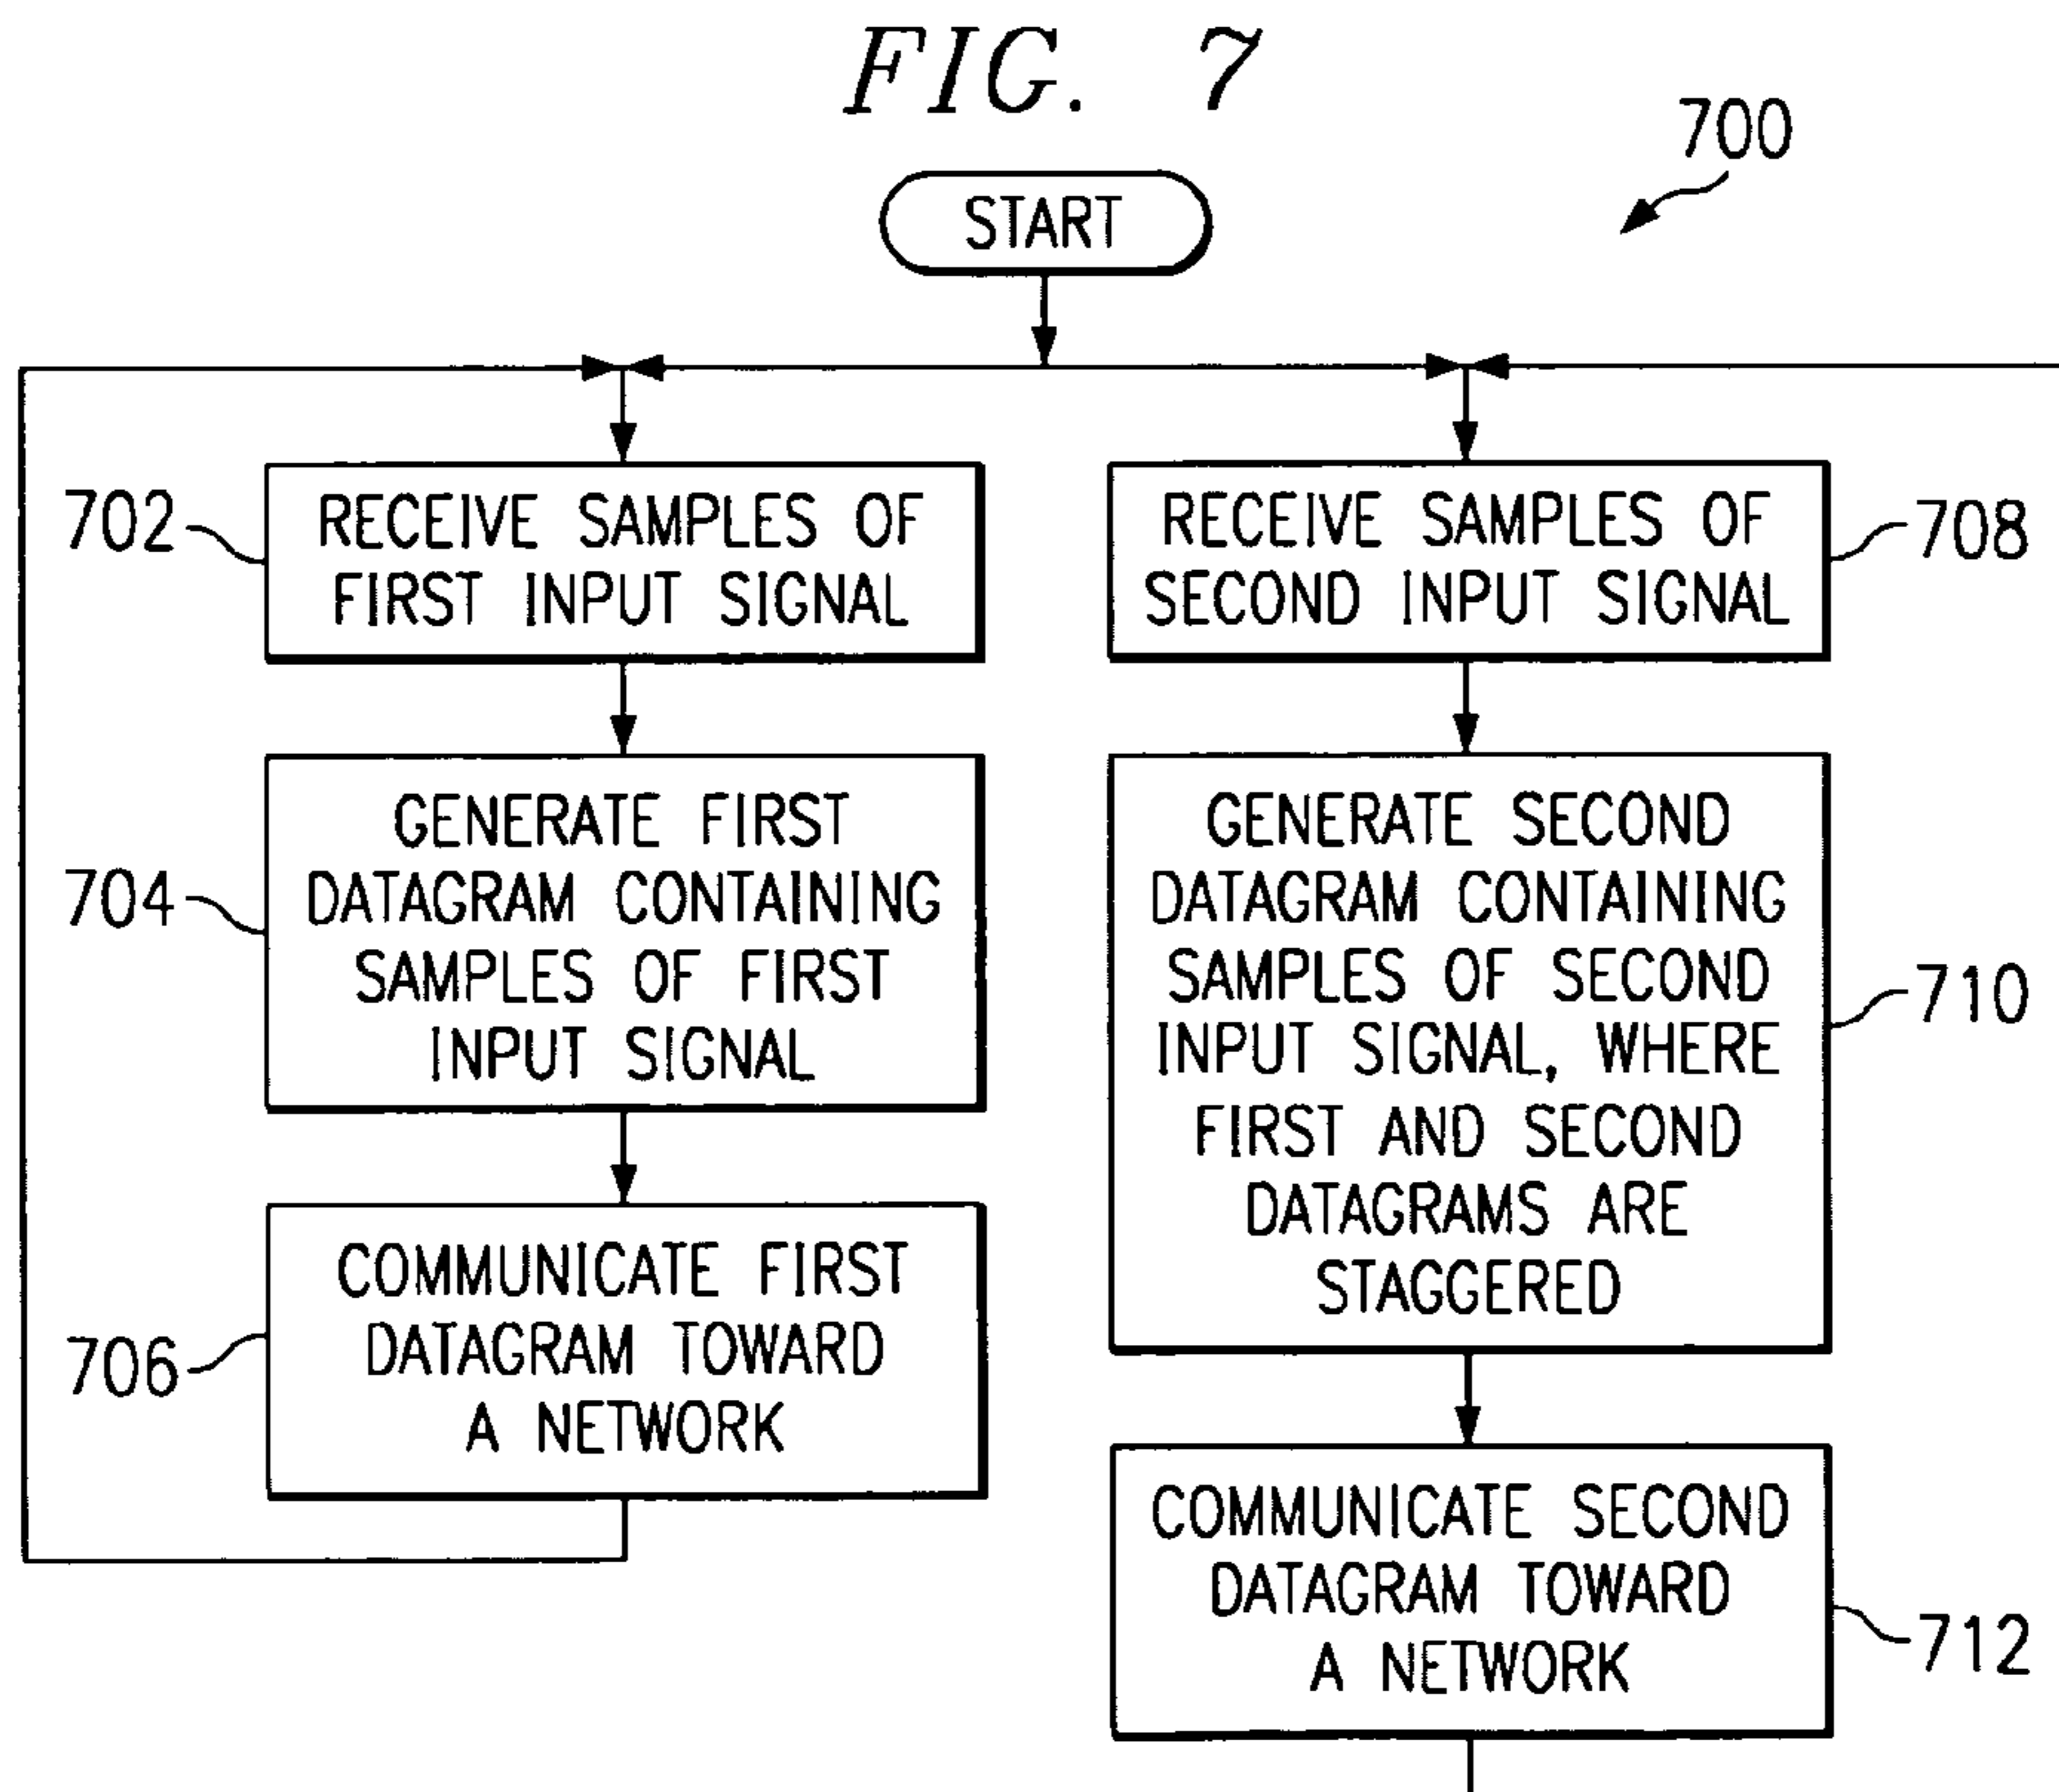 FIG. 7
700
START
702
RECEIVE SAMPLES OF
FIRST INPUT SIGNAL
704
GENERATE FIRST
DATAGRAM CONTAINING
SAMPLES OF FIRST
INPUT SIGNAL
706
COMMUNICATE FIRST
DATAGRAM TOWARD
A NETWORK
RECEIVE SAMPLES OF
SECOND INPUT SIGNAL
708
GENERATE SECOND
DATAGRAM CONTAINING
SAMPLES OF SECOND
INPUT SIGNAL, WHERE
FIRST AND SECOND
DATAGRAMS ARE
STAGGERED
710
COMMUNICATE SECOND
DATAGRAM TOWARD
A NETWORK
712